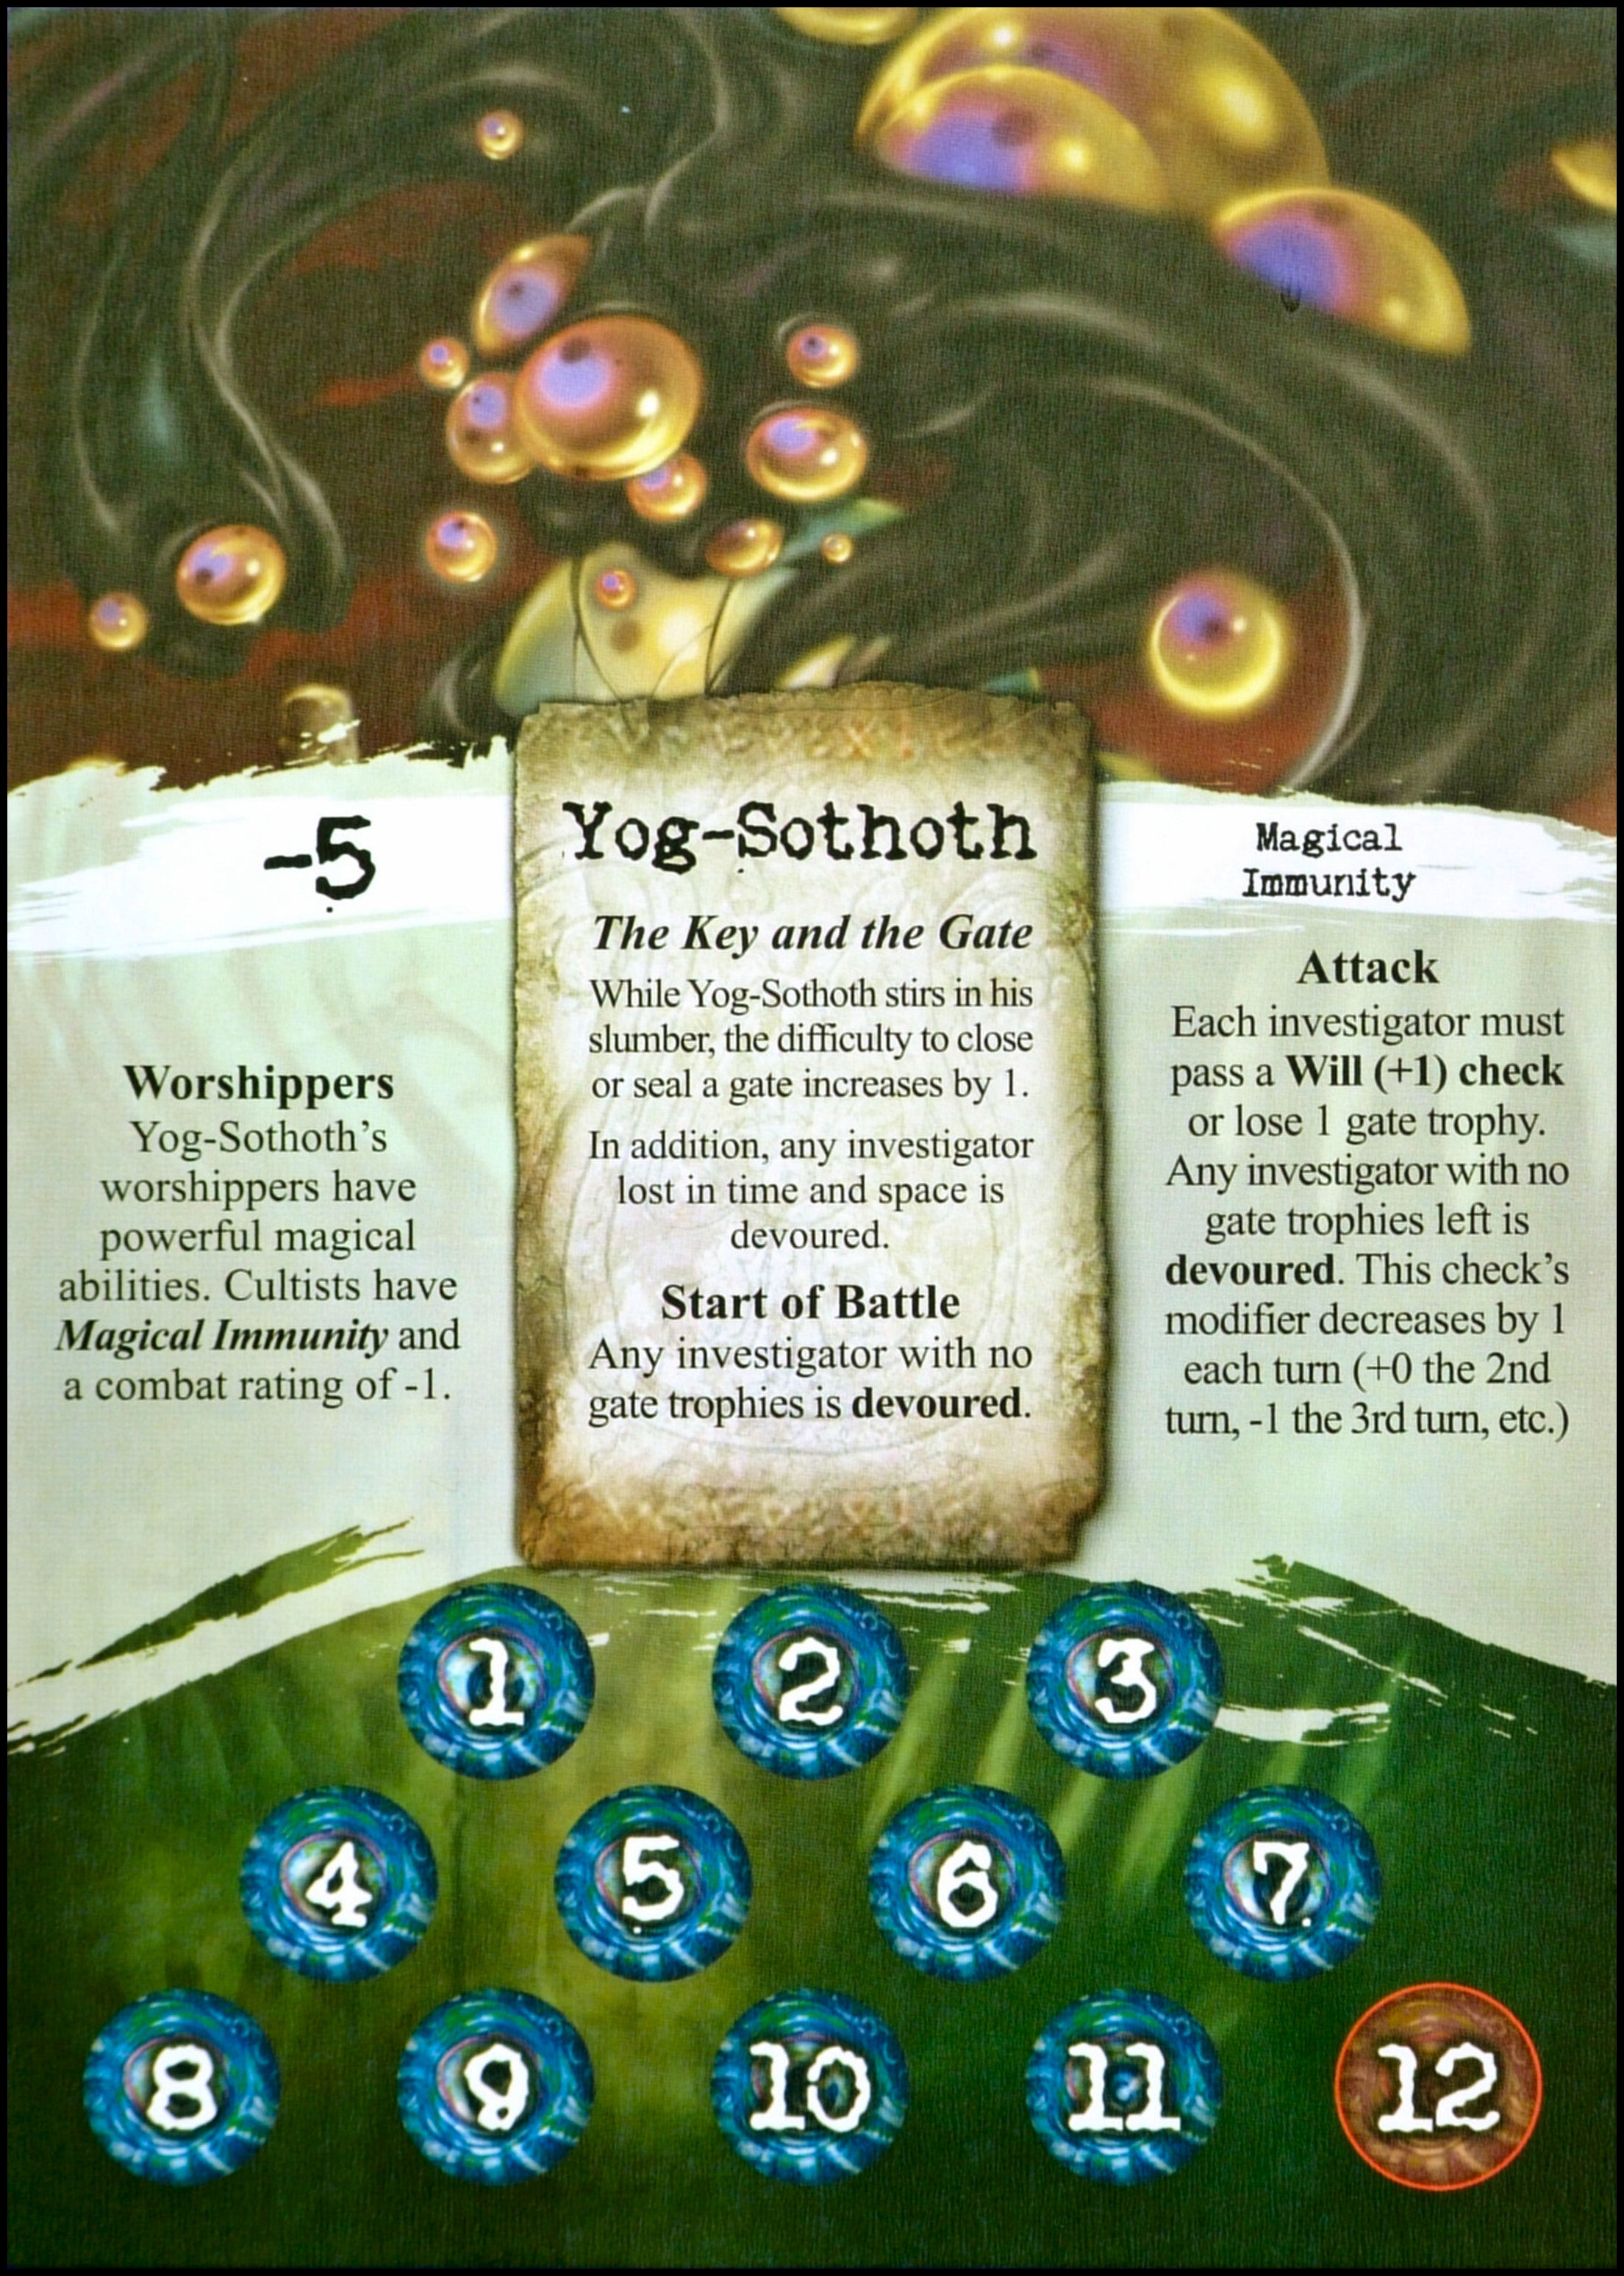 -5
Yog-Sothoth
Magical
Immunity
Worshippers
Yog-Sothoth's
worshippers have
powerful magical
abilities. Cultists have
Magical Immunity and
a combat rating of -1.
The Key and the Gate
While Yog-Sothoth stirs in his
slumber, the difficulty to close
or seal a gate increases by 1.
In addition, any investigator
lost in time and space is
devoured.
Start of Battle
Any investigator with no
gate trophies is devoured.
Attack
Each investigator must
pass a Will (+1) check
or lose 1 gate trophy.
Any investigator with no
gate trophies left is
devoured. This check's
modifier decreases by 1
each turn (+0 the 2nd
turn, -1 the 3rd turn, etc.)
1 2 3
4 5 6 7
8 9 10 11 12